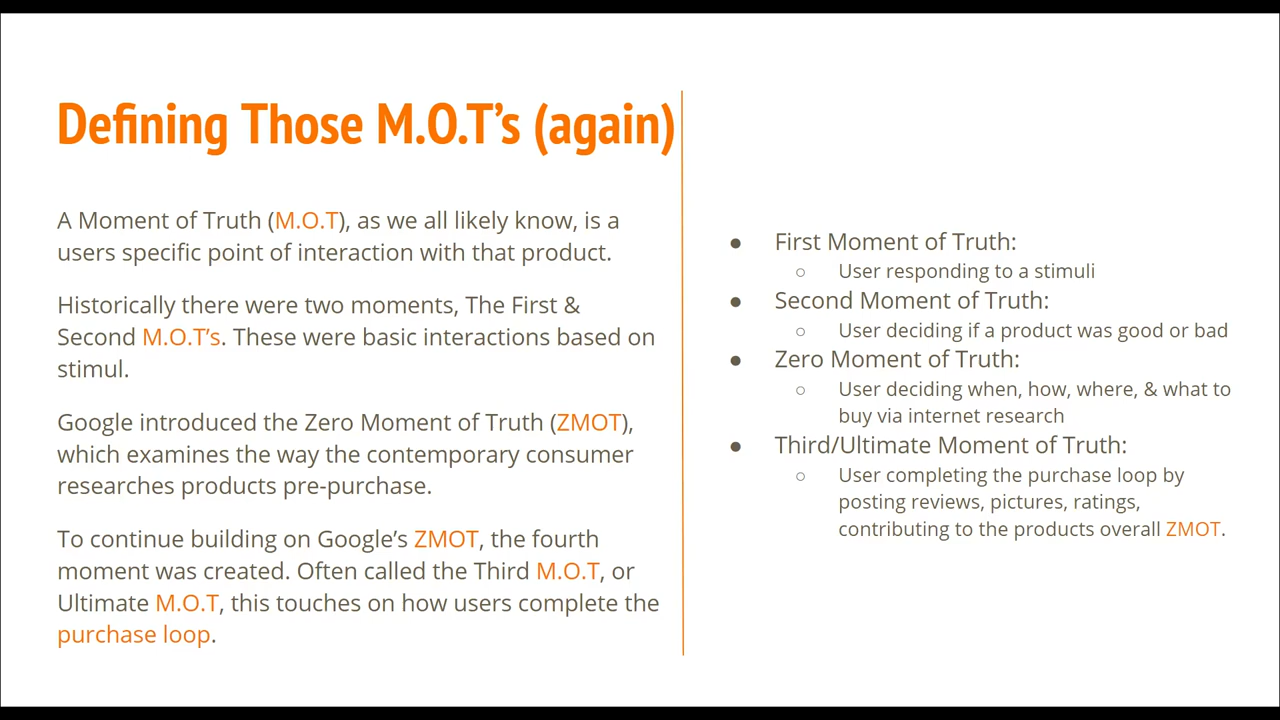 Defining Those M.O.T’s (again)
A Moment of Truth (M.O.T), as we all likely know, is a
users specific point of interaction with that product.
Historically there were two moments, The First &
Second M.O.T’s. These were basic interactions based on
stimul.
Google introduced the Zero Moment of Truth (ZMOT),
which examines the way the contemporary consumer
researches products pre-purchase.
To continue building on Google’s ZMOT, the fourth
moment was created. Often called the Third M.O.T, or
Ultimate M.O.T, this touches on how users complete the
purchase loop.
● First Moment of Truth:
○ User responding to a stimuli
● Second Moment of Truth:
○ User deciding if a product was good or bad
● Zero Moment of Truth:
○ User deciding when, how, where, & what to
buy via internet research
● Third/Ultimate Moment of Truth:
○ User completing the purchase loop by
posting reviews, pictures, ratings,
contributing to the products overall ZMOT.